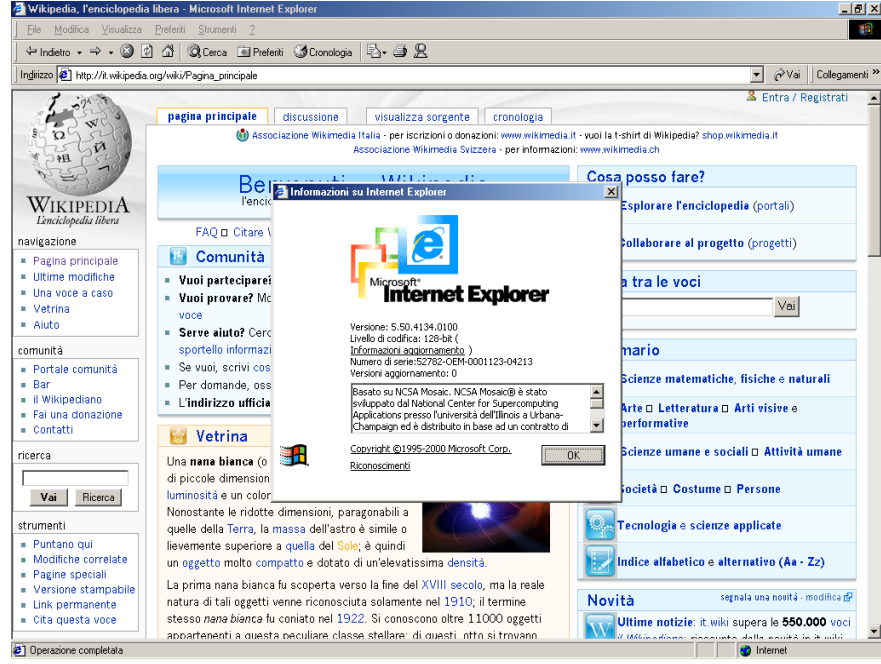 Wikipedia, l'enciclopedia libera - Microsoft Internet Explorer
File Modifica Visualizza Preferiti Strumenti ?
Indietro Cerca Preferiti Cronologia
Indirizzo http://it.wikipedia.org/wiki/Pagina_principale Vai Collegamenti »
Entra / Registrati
pagina principale discussione visualizza sorgente cronologia
Associazione Wikimedia Italia - per iscrizioni o donazioni: www.wikimedia.it - vuoi la t-shirt di Wikipedia? shop.wikimedia.it
Associazione Wikimedia Svizzera - per informazioni: www.wikimedia.ch
WIKIPEDIA
L'enciclopedia libera
navigazione
Pagina principale
Ultime modifiche
Una voce a caso
Vetrina
Aiuto
comunità
Portale comunità
Bar
il Wikipediano
Fai una donazione
Contatti
ricerca
Vai Ricerca
strumenti
Puntano qui
Modifiche correlate
Pagine speciali
Versione stampabile
Link permanente
Cita questa voce
FAQ Citare
Comunità
Vuoi partecipare?
Vuoi provare?
voce
Serve aiuto?
sportello
Se vuoi, scrivi
Per domande,
L'indirizzo
Vetrina
Una nana bianca (o
di piccole dimension
luminosità e un color
Nonostante le ridotte dimensioni, paragonabili a
quelle della Terra, la massa dell'astro è simile o
lievemente superiore a quella del Sole; è quindi
un oggetto molto compatto e dotato di un'elevatissima densità.
La prima nana bianca fu scoperta verso la fine del XVIII secolo, ma la reale
natura di tali oggetti venne riconosciuta solamente nel 1910; il termine
stesso nana bianca fu coniato nel 1922. Si conoscono oltre 11000 oggetti
appartenenti a questa peculiare classe stellare; di questi, otto si trovano
Informazioni su Internet Explorer
Microsoft
Internet Explorer
Versione: 5.50.4134.0100
Livello di codifica: 128-bit (
Informazioni aggiornamento )
Numero di serie:52782-OEM-0001123-04213
Versioni aggiornamento: 0
Basato su NCSA Mosaic. NCSA Mosaic® è stato
sviluppato dal National Center for Supercomputing
Applications presso l'università dell'Illinois a Urbana-
Champaign ed è distribuito in base ad un contratto di
Copyright ©1995-2000 Microsoft Corp.
Riconoscimenti
OK
Cosa posso fare?
Esplorare l'enciclopedia (portali)
Collaborare al progetto (progetti)
a tra le voci
Vai
mario
Scienze matematiche, fisiche e naturali
Arte Letteratura Arti visive e
performative
Scienze umane e sociali Attività umane
Società Costume Persone
Tecnologia e scienze applicate
Indice alfabetico e alternativo (Aa - Zz)
Novità segnala una novità - modifica
Ultime notizie: it.wiki supera le 550.000 voci
Operazione completata Internet